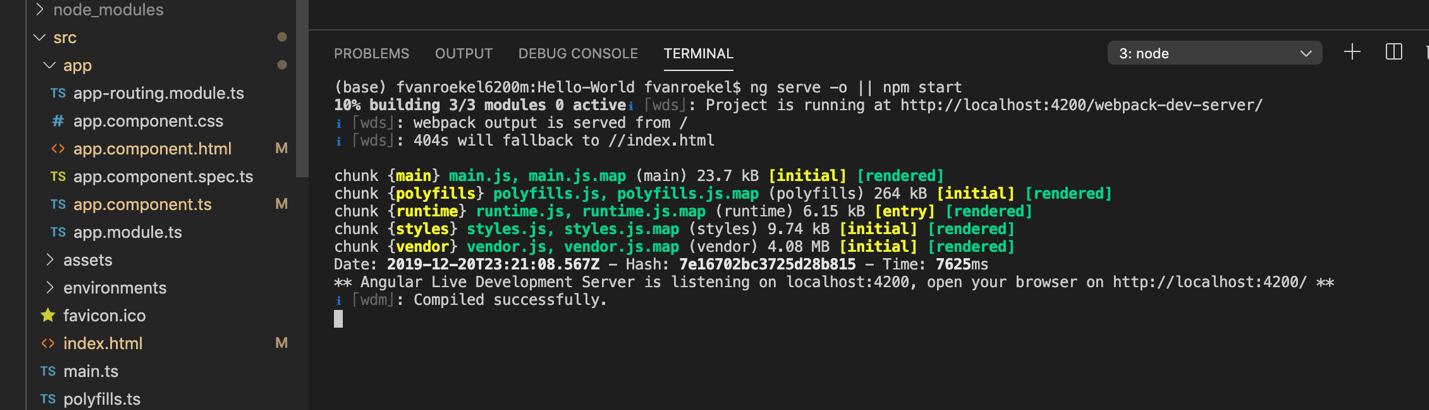 node_modules
src
app
TS app-routing.module.ts
# app.component.css
<> app.component.html M
TS app.component.spec.ts
TS app.component.ts M
TS app.module.ts
assets
environments
favicon.ico
<> index.html M
TS main.ts
TS polyfills.ts
PROBLEMS OUTPUT DEBUG CONSOLE TERMINAL 3: node
(base) fvanroekel6200m:Hello-World fvanroekel$ ng serve -o || npm start
10% building 3/3 modules 0 activeℹ ｢wds｣: Project is running at http://localhost:4200/webpack-dev-server/
ℹ ｢wds｣: webpack output is served from /
ℹ ｢wds｣: 404s will fallback to //index.html
chunk {main} main.js, main.js.map (main) 23.7 kB [initial] [rendered]
chunk {polyfills} polyfills.js, polyfills.js.map (polyfills) 264 kB [initial] [rendered]
chunk {runtime} runtime.js, runtime.js.map (runtime) 6.15 kB [entry] [rendered]
chunk {styles} styles.js, styles.js.map (styles) 9.74 kB [initial] [rendered]
chunk {vendor} vendor.js, vendor.js.map (vendor) 4.08 MB [initial] [rendered]
Date: 2019-12-20T23:21:08.567Z - Hash: 7e16702bc3725d28b815 - Time: 7625ms
** Angular Live Development Server is listening on localhost:4200, open your browser on http://localhost:4200/ **
ℹ ｢wdm｣: Compiled successfully.